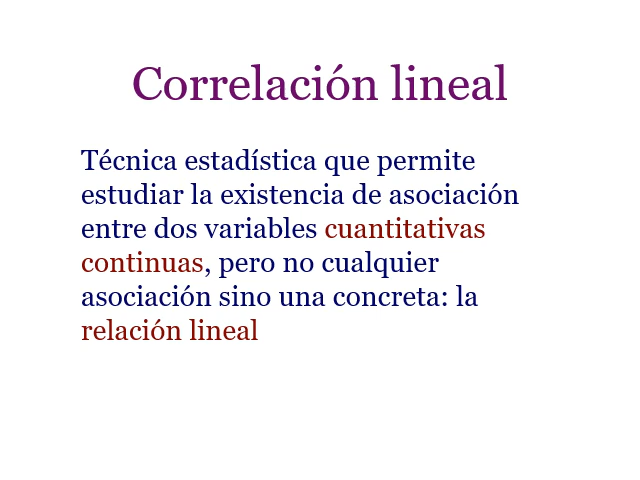 Correlación lineal
Técnica estadística que permite
estudiar la existencia de asociación
entre dos variables cuantitativas
continuas, pero no cualquier
asociación sino una concreta: la
relación lineal